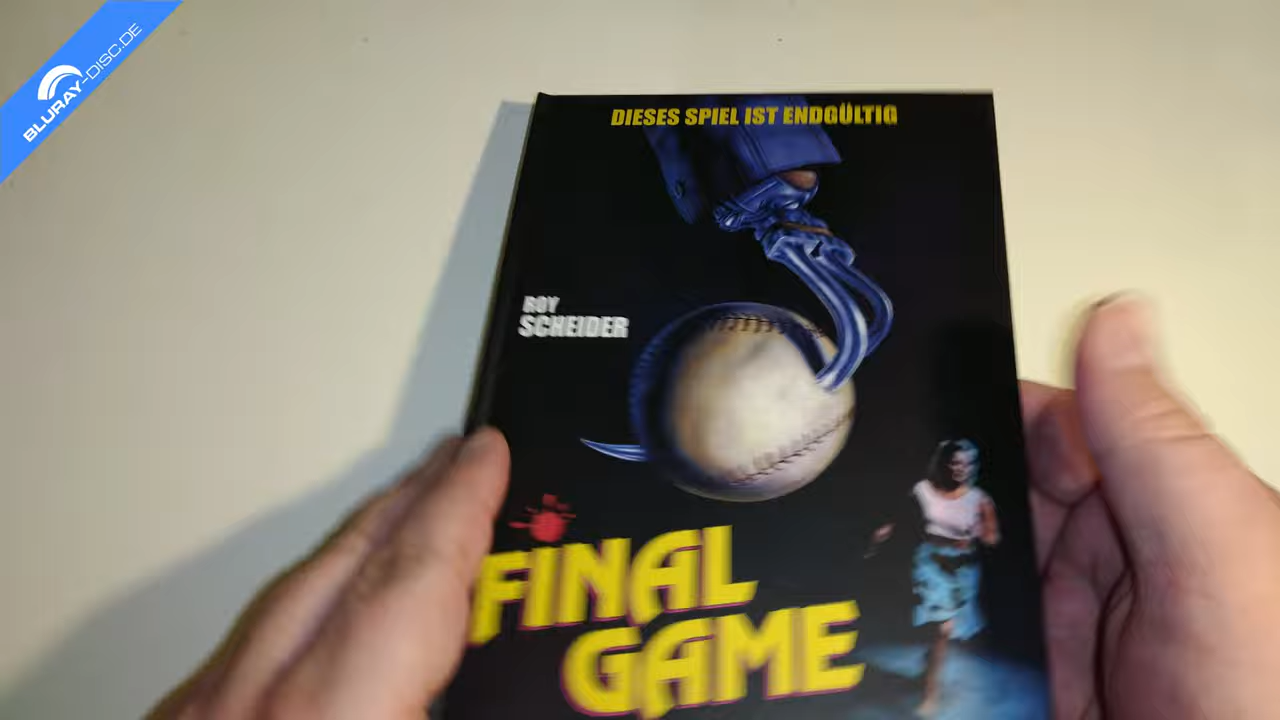 BLURAY-DISC.DE
DIESES SPIEL IST ENDGÜLTIG
ROY
SCHEIDER
FINAL
GAME